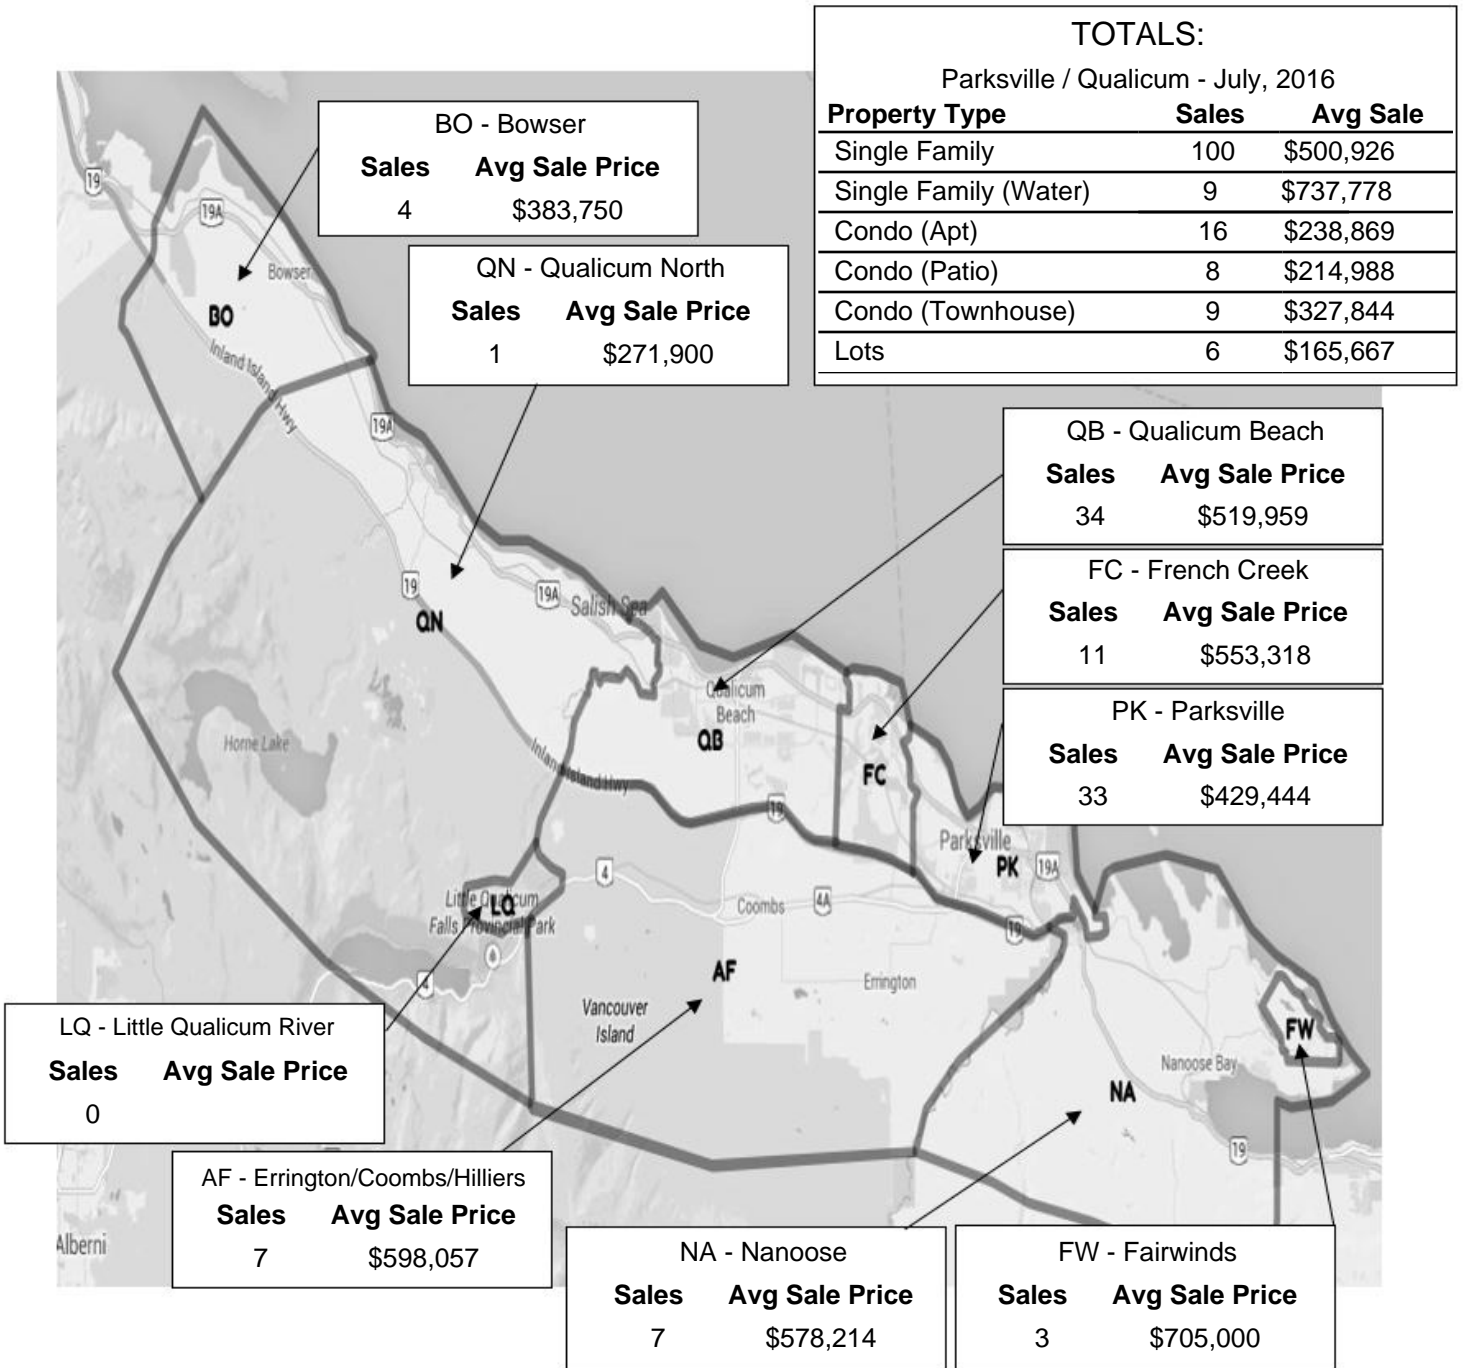 TOTALS:
Parksville / Qualicum - July, 2016
Property Type Sales Avg Sale
Single Family 100 $500,926
Single Family (Water) 9 $737,778
Condo (Apt) 16 $238,869
Condo (Patio) 8 $214,988
Condo (Townhouse) 9 $327,844
Lots 6 $165,667
BO - Bowser
Sales Avg Sale Price
4 $383,750
QN - Qualicum North
Sales Avg Sale Price
1 $271,900
QB - Qualicum Beach
Sales Avg Sale Price
34 $519,959
FC - French Creek
Sales Avg Sale Price
11 $553,318
PK - Parksville
Sales Avg Sale Price
33 $429,444
19
19A
Bowser
BO
Inland Island Hwy
19A
19
19A
Salish Sea
QN
Qualicum
Beach
QB
Horne Lake
Inland Island Hwy
FC
19
Parksville
PK
19A
4
Little Qualicum
Falls Provincial Park
LQ
Coombs
4A
19
4
AF
Errington
Vancouver
Island
FW
Nanoose Bay
NA
19
Alberni
LQ - Little Qualicum River
Sales Avg Sale Price
0
AF - Errington/Coombs/Hilliers
Sales Avg Sale Price
7 $598,057
NA - Nanoose
Sales Avg Sale Price
7 $578,214
FW - Fairwinds
Sales Avg Sale Price
3 $705,000